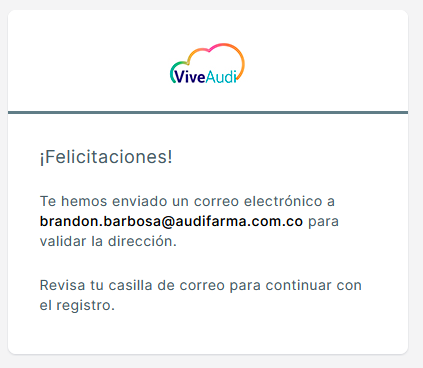 ViveAudi
¡Felicitaciones!
Te hemos enviado un correo electrónico a
brandon.barbosa@audifarma.com.co para
validar la dirección.
Revisa tu casilla de correo para continuar con
el registro.